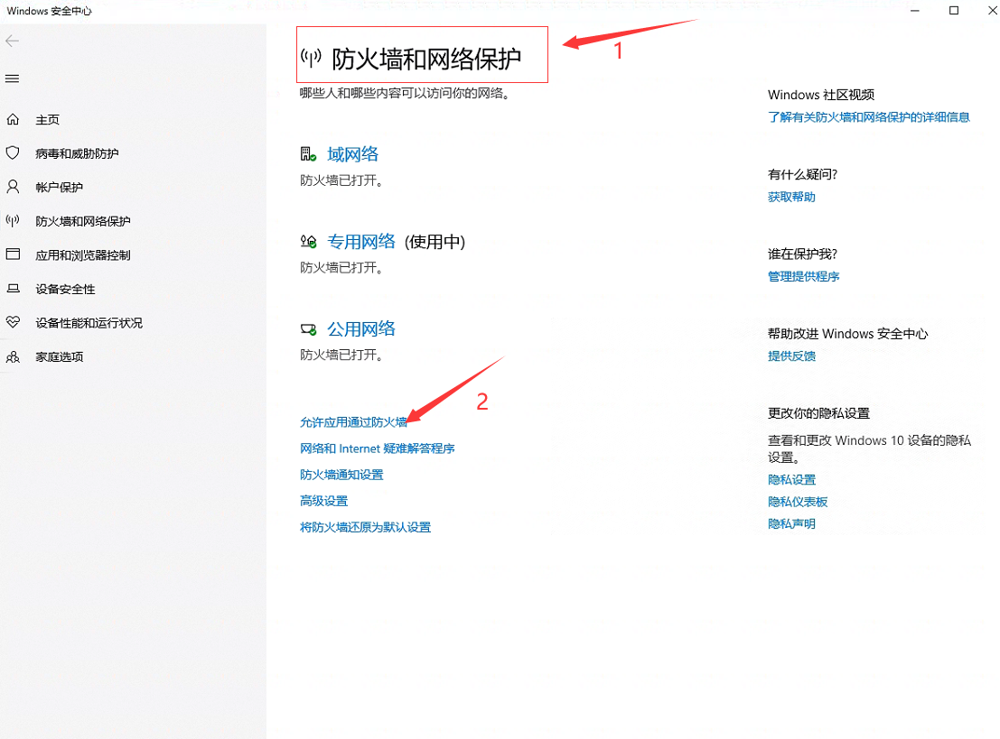 Windows 安全中心
主页
病毒和威胁防护
帐户保护
防火墙和网络保护
应用和浏览器控制
设备安全性
设备性能和运行状况
家庭选项
防火墙和网络保护
1
哪些人和哪些内容可以访问你的网络。
域网络
防火墙已打开。
专用网络 (使用中)
防火墙已打开。
公用网络
防火墙已打开。
2
允许应用通过防火墙
网络和 Internet 疑难解答程序
防火墙通知设置
高级设置
将防火墙还原为默认设置
Windows 社区视频
了解有关防火墙和网络保护的详细信息
有什么疑问?
获取帮助
谁在保护我?
管理提供程序
帮助改进 Windows 安全中心
提供反馈
更改你的隐私设置
查看和更改 Windows 10 设备的隐私
设置。
隐私设置
隐私仪表板
隐私声明